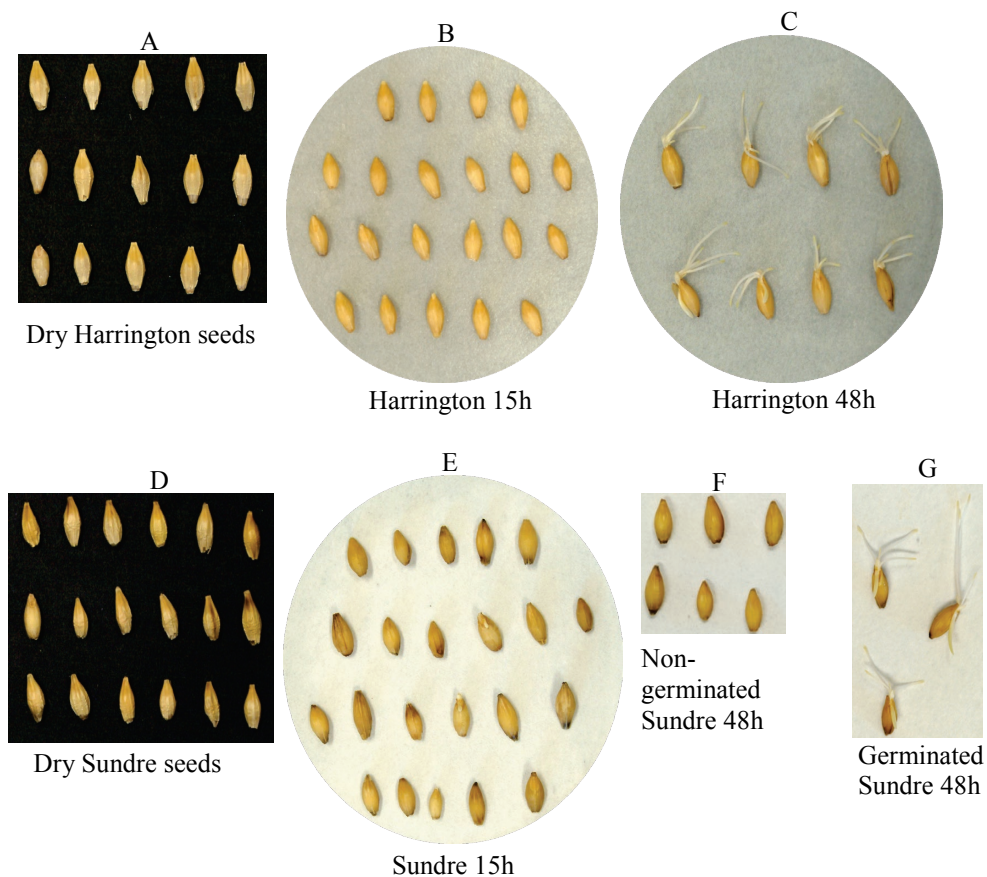 A
B
C
Dry Harrington seeds
Harrington 15h
Harrington 48h
D
E
F
G
Dry Sundre seeds
Sundre 15h
Non-
germinated
Sundre 48h
Germinated
Sundre 48h